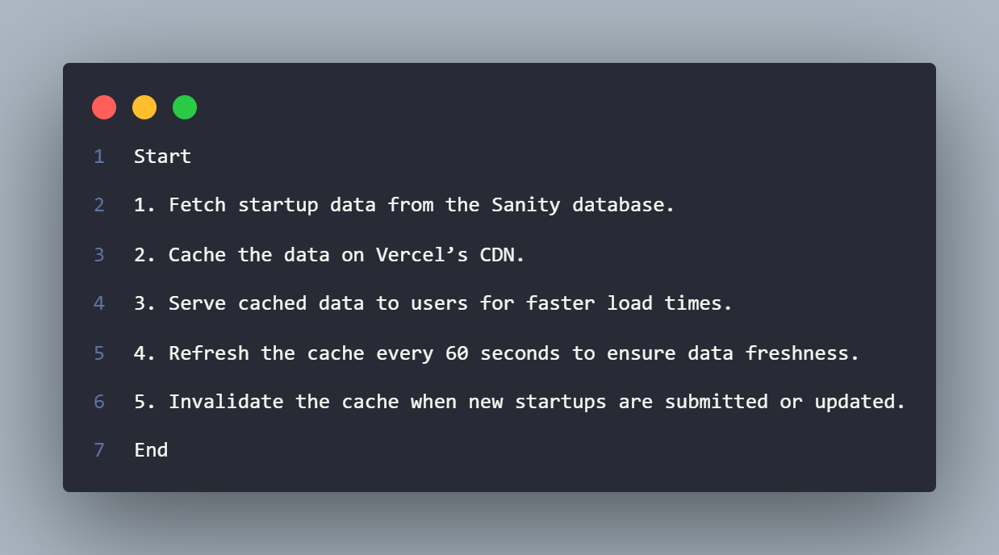 1 Start
2 1. Fetch startup data from the Sanity database.
3 2. Cache the data on Vercel’s CDN.
4 3. Serve cached data to users for faster load times.
5 4. Refresh the cache every 60 seconds to ensure data freshness.
6 5. Invalidate the cache when new startups are submitted or updated.
7 End